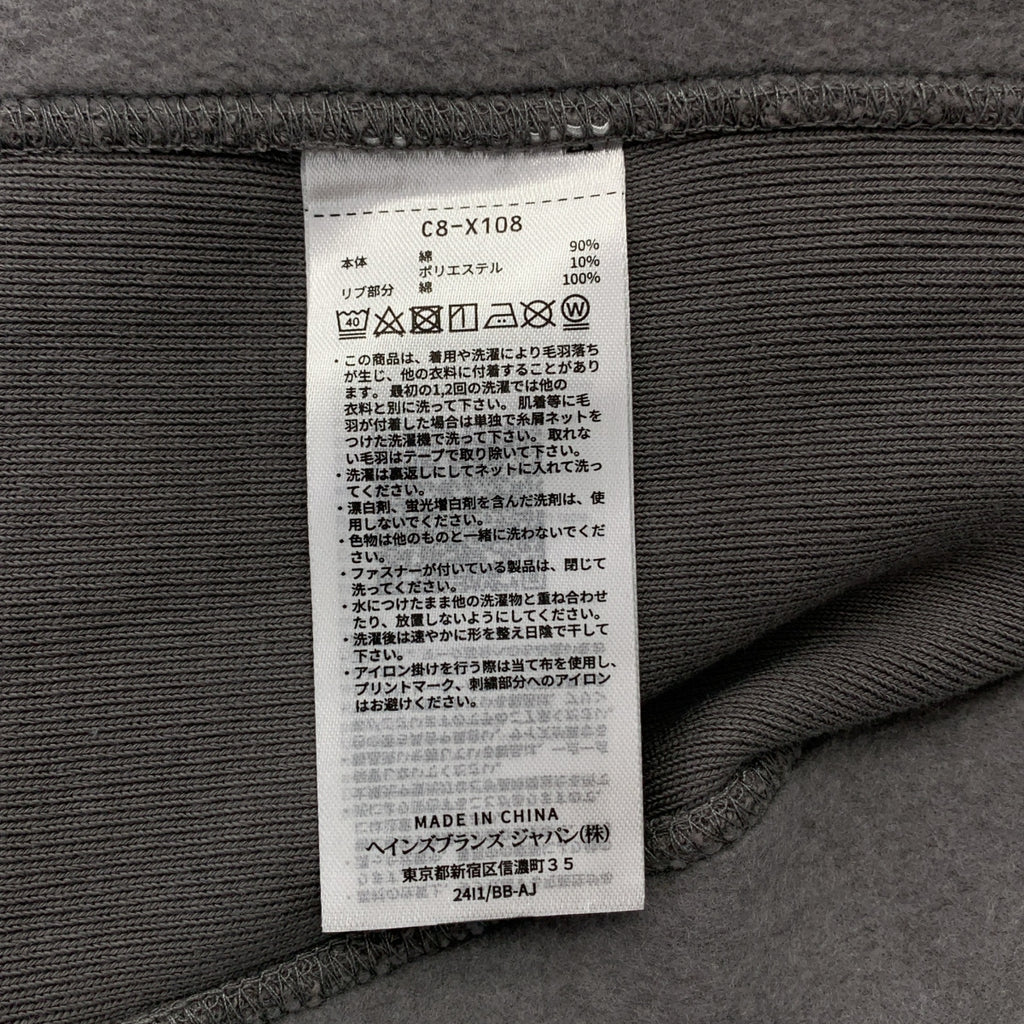 C8-X108
本体 綿 90%
ポリエステル 10%
リブ部分 綿 100%
40 W
・この商品は、着用や洗濯により毛羽落ち
が生じ、他の衣料に付着することがあり
ます。最初の1,2回の洗濯では他の
衣料と別に洗って下さい。肌着等に毛
羽が付着した場合は単独で糸屑ネットを
つけた洗濯機で洗って下さい。取れな
い毛羽はテープで取り除いて下さい。
・洗濯は裏返しにしてネットに入れて洗っ
てください。
・漂白剤、蛍光増白剤を含んだ洗剤は、使
用しないでください。
・色物は他のものと一緒に洗わないでくだ
さい。
・ファスナーが付いている製品は、閉じて
洗ってください。
・水につけたまま他の洗濯物と重ね合わせ
たり、放置しないようにしてください。
・洗濯後は速やかに形を整え日陰で干して
下さい。
・アイロン掛けを行う際は当て布を使用し、
プリントマーク、刺繍部分へのアイロン
はお避けください。
MADE IN CHINA
ヘインズブランズ ジャパン(株)
東京都新宿区信濃町35
24I1/BB-AJ